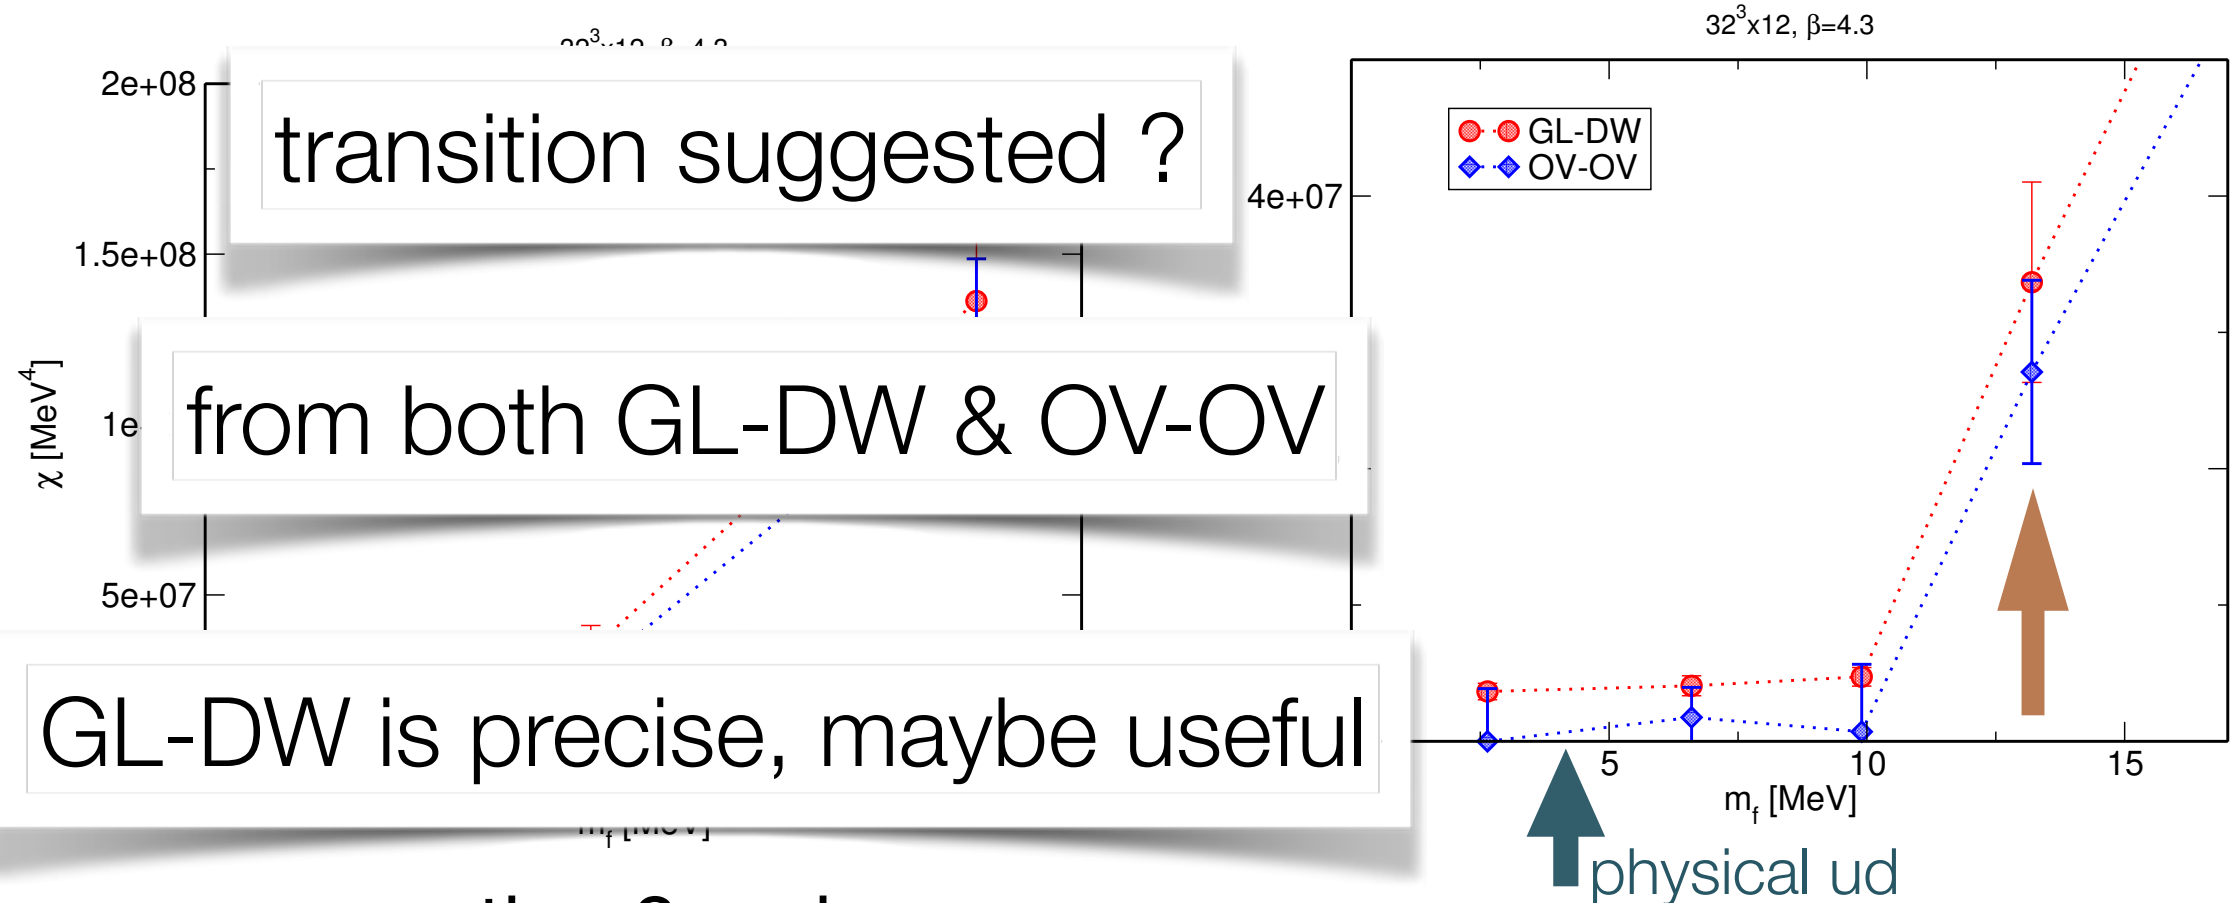 32³x12, β=4.3
2e+08
transition suggested ?
GL-DW
OV-OV
4e+07
1.5e+08
χ [MeV⁴]
from both GL-DW & OV-OV
5e+07
GL-DW is precise, maybe useful
5
10
15
m_f [MeV]
m_f [MeV]
physical ud